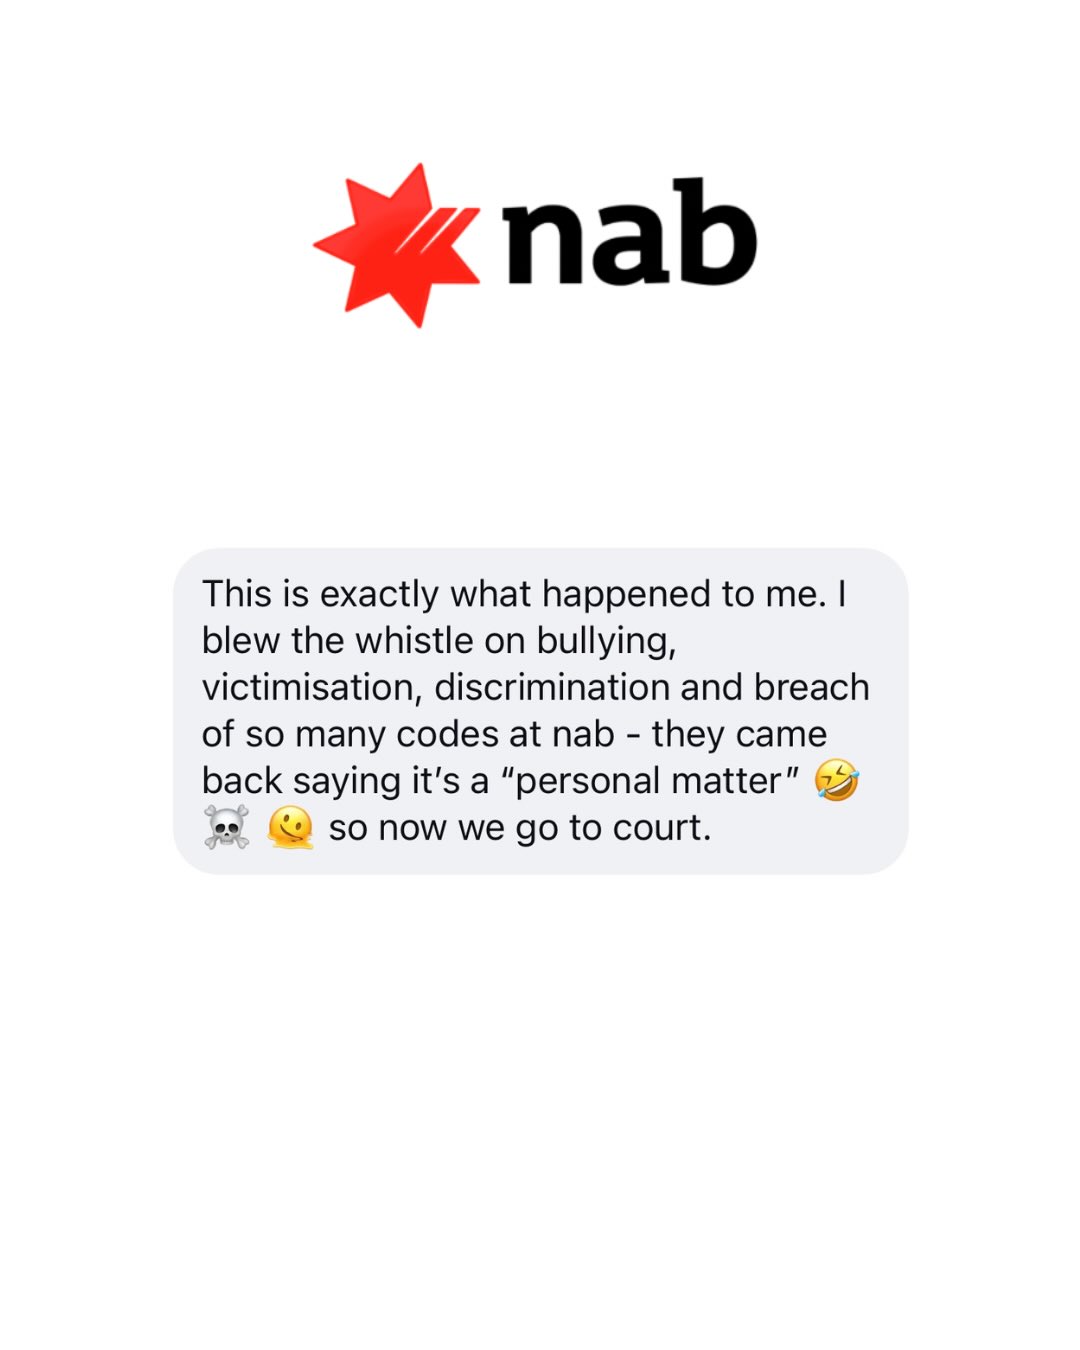 nab
This is exactly what happened to me. I
blew the whistle on bullying,
victimisation, discrimination and breach
of so many codes at nab - they came
back saying it’s a “personal matter” 🤣
☠️ 🫠 so now we go to court.